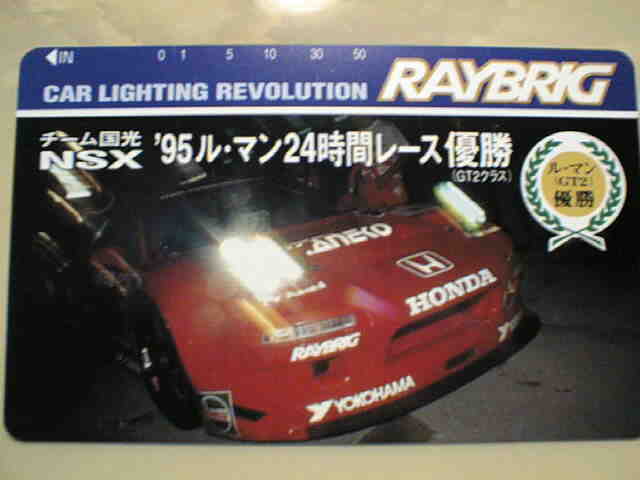 ◀IN 0 1 5 10 30 50
CAR LIGHTING REVOLUTION RAYBRIG
チーム国光
NSX '95ル・マン24時間レース優勝
(GT2クラス)
ル・マン
(GT2)
優勝
KANEKO
HONDA
RAYBRIG
YOKOHAMA